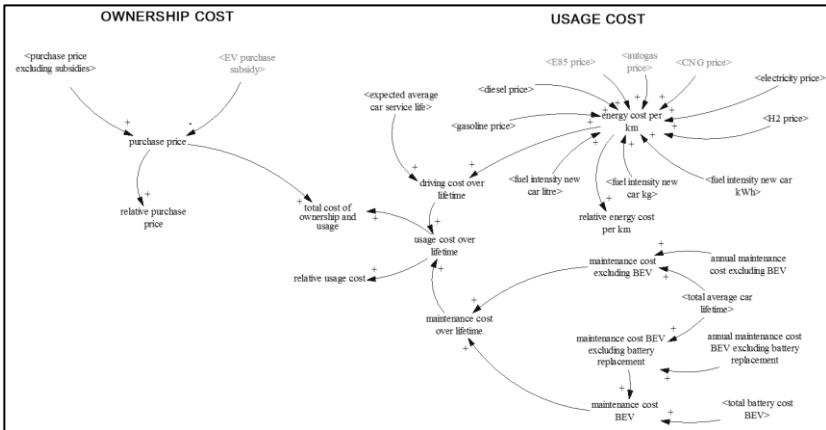 OWNERSHIP COST
USAGE COST
<purchase price
excluding subsidies>
<EV purchase
subsidy>
+
-
purchase price
+
relative purchase
price
+
total cost of
ownership and
usage
+
<expected average
car service life>
+
<diesel price>
<gasoline price>
<E85 price>
<autogas
price>
<CNG price>
<electricity price>
<H2 price>
+
+
+
+
+
+
+
energy cost per
km
<fuel intensity new
car litre>
+
<fuel intensity new
car kg>
+
<fuel intensity new car
kWh>
+
+
relative energy cost
per km
+
driving cost over
lifetime
+
usage cost over
lifetime
+
relative usage cost
+
maintenance cost
over lifetime
+
+
maintenance cost
excluding BEV
+
+
annual maintenance
cost excluding BEV
<total average car
lifetime>
+
maintenance cost BEV
excluding battery
replacement
+
annual maintenance cost
BEV excluding battery
replacement
+
maintenance cost
BEV
+
<total battery cost
BEV>